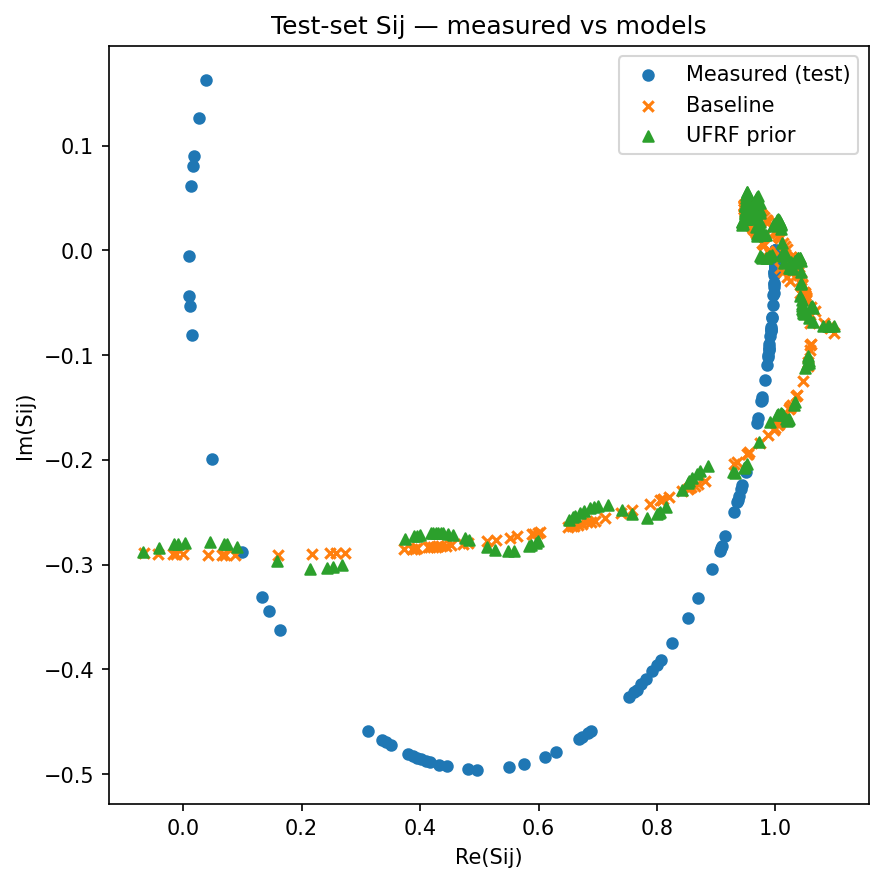 Test-set Sij — measured vs models
Measured (test)
Baseline
UFRF prior
0.1
0.0
−0.1
−0.2
−0.3
−0.4
−0.5
Im(Sij)
0.0 0.2 0.4 0.6 0.8 1.0
Re(Sij)